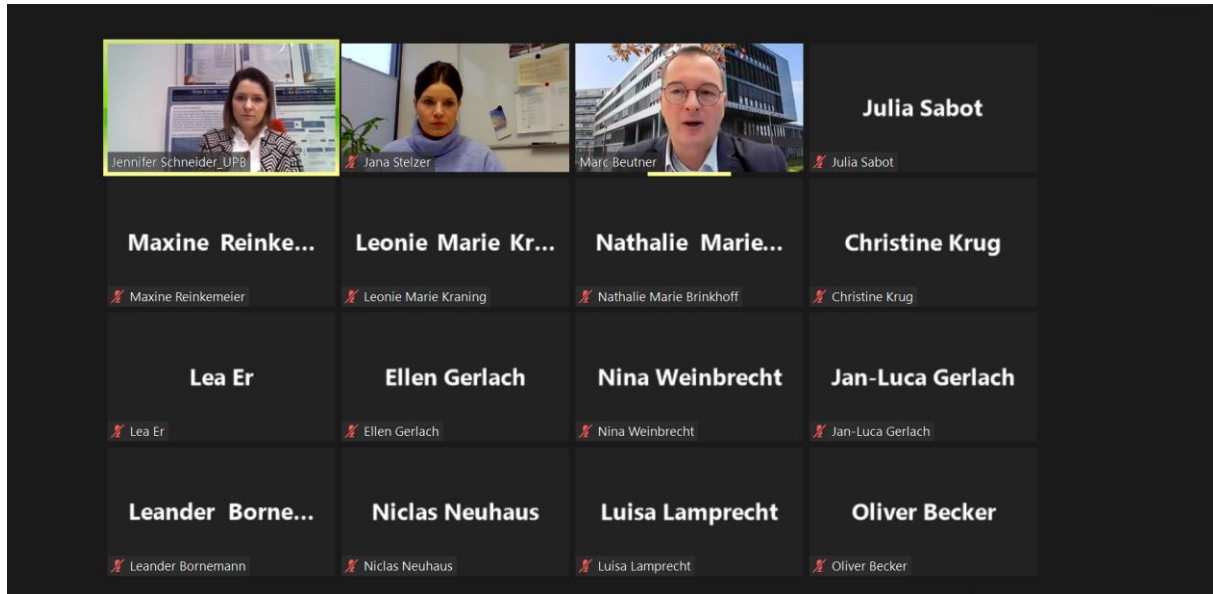 Jennifer Schneider_UPB
Jana Stelzer
Marc Beutner
Julia Sabot
Julia Sabot
Maxine Reinke...
Leonie Marie Kr...
Nathalie Marie...
Christine Krug
Maxine Reinkemeier
Leonie Marie Kraning
Nathalie Marie Brinkhoff
Christine Krug
Lea Er
Ellen Gerlach
Nina Weinbrecht
Jan-Luca Gerlach
Lea Er
Ellen Gerlach
Nina Weinbrecht
Jan-Luca Gerlach
Leander Borne...
Niclas Neuhaus
Luisa Lamprecht
Oliver Becker
Leander Bornemann
Niclas Neuhaus
Luisa Lamprecht
Oliver Becker